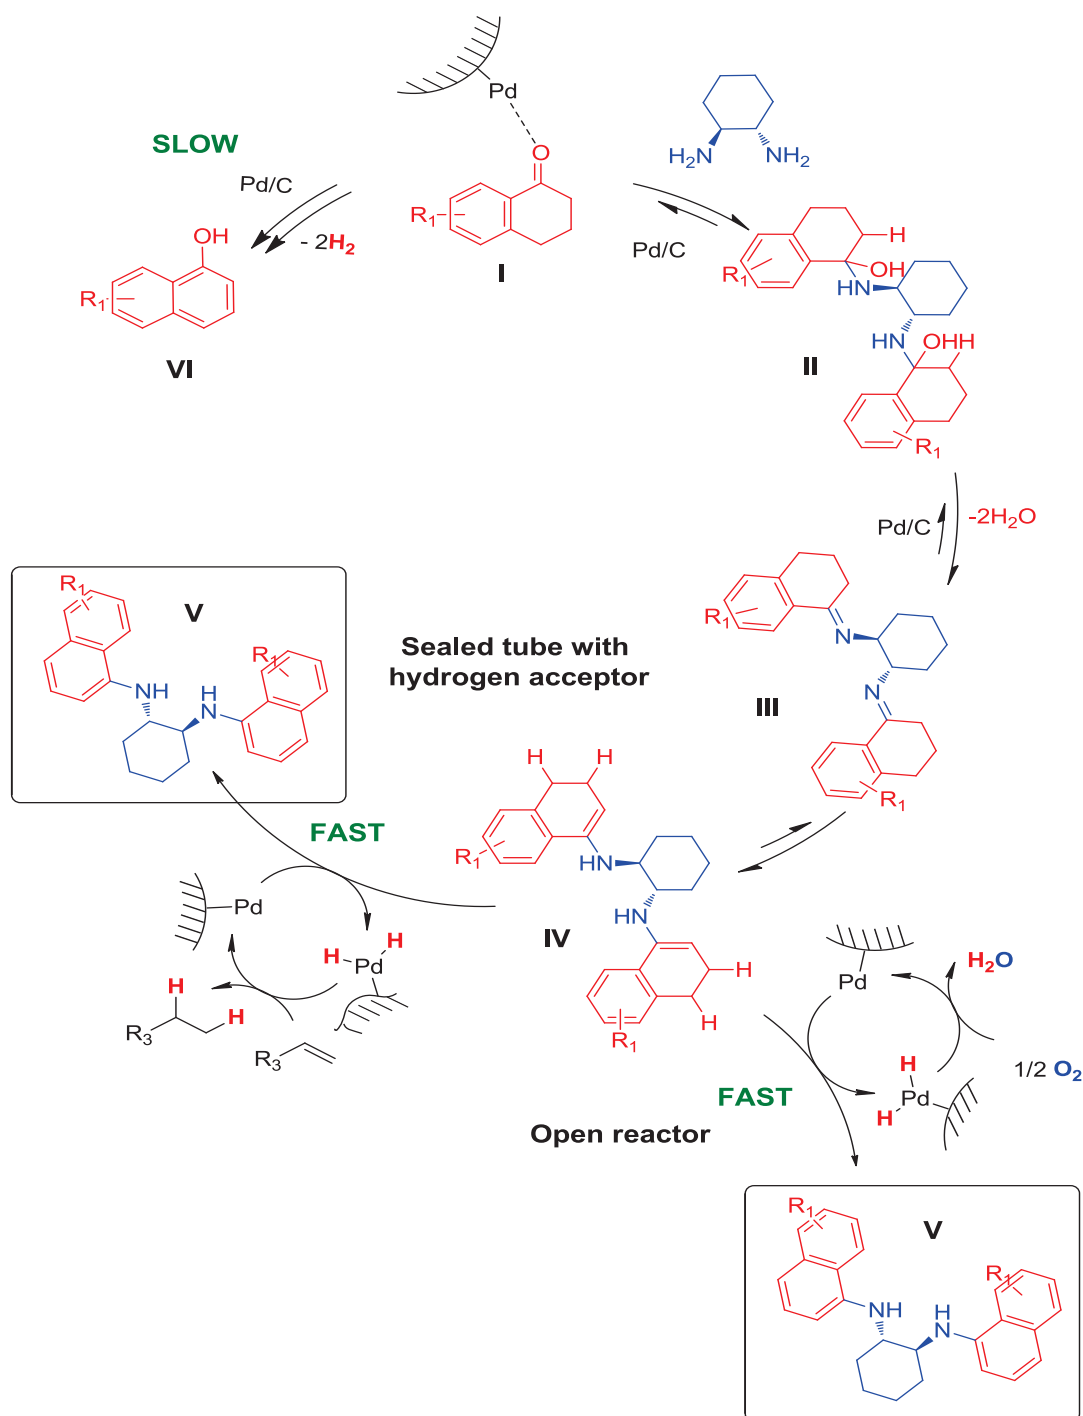 Pd
SLOW
Pd/C
- 2H₂
OH
R₁
VI
O
R₁
I
H₂N
NH₂
Pd/C
H
OH
R₁
HN
HN
OHH
II
R₁
Pd/C
-2H₂O
R₁
N
N
III
R₁
V
R₁
NH
H
N
R₁
Sealed tube with
hydrogen acceptor
FAST
Pd
H
H
Pd
H
H
R₃
R₃
H
H
R₁
HN
HN
IV
H
H
R₁
Pd
H₂O
1/2 O₂
H
Pd
H
FAST
Open reactor
V
R₁
NH
H
N
R₁